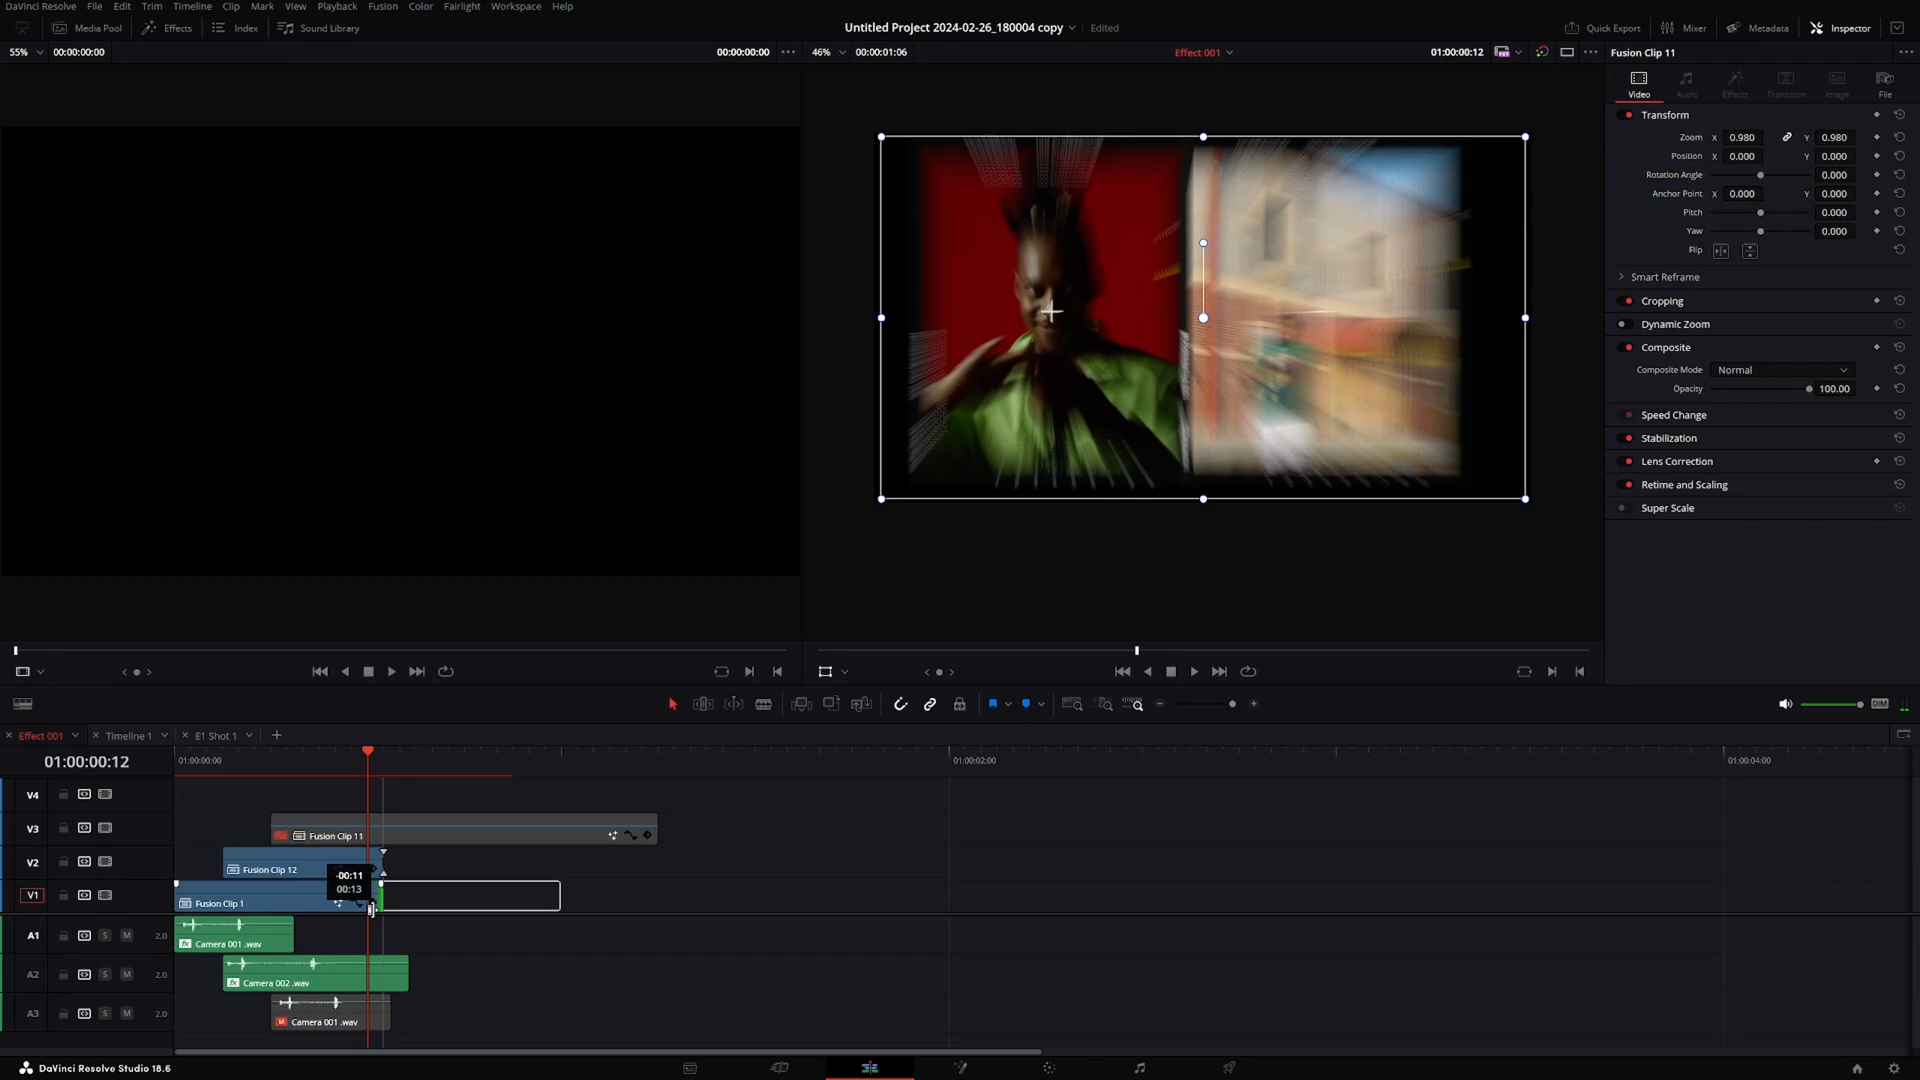 DaVinci Resolve File Edit Trim Timeline Clip Mark View Playback Fusion Color Fairlight Workspace Help
Media Pool Effects Index Sound Library Untitled Project 2024-02-26_180004 copy Edited Quick Export Mixer Metadata Inspector
55% 00:00:00:00 00:00:00:00 46% 00:00:01:06 Effect 001 01:00:00:12 Fusion Clip 11
Video Audio Effects Transition Image File
Transform
Zoom X 0.980 Y 0.980
Position X 0.000 Y 0.000
Rotation Angle 0.000
Anchor Point X 0.000 Y 0.000
Pitch 0.000
Yaw 0.000
Flip
Smart Reframe
Cropping
Dynamic Zoom
Composite
Composite Mode Normal
Opacity 100.00
Speed Change
Stabilization
Lens Correction
Retime and Scaling
Super Scale
DIM
Effect 001 Timeline 1 E1 Shot 1
01:00:00:12 01:00:00:00 01:00:02:00 01:00:04:00
V4
V3 Fusion Clip 11
V2 Fusion Clip 12
-00:11
00:13
V1 Fusion Clip 1
A1 S M 2.0 Camera 001 .wav
A2 S M 2.0 Camera 002 .wav
A3 S M 2.0 M Camera 001 .wav
DaVinci Resolve Studio 18.6